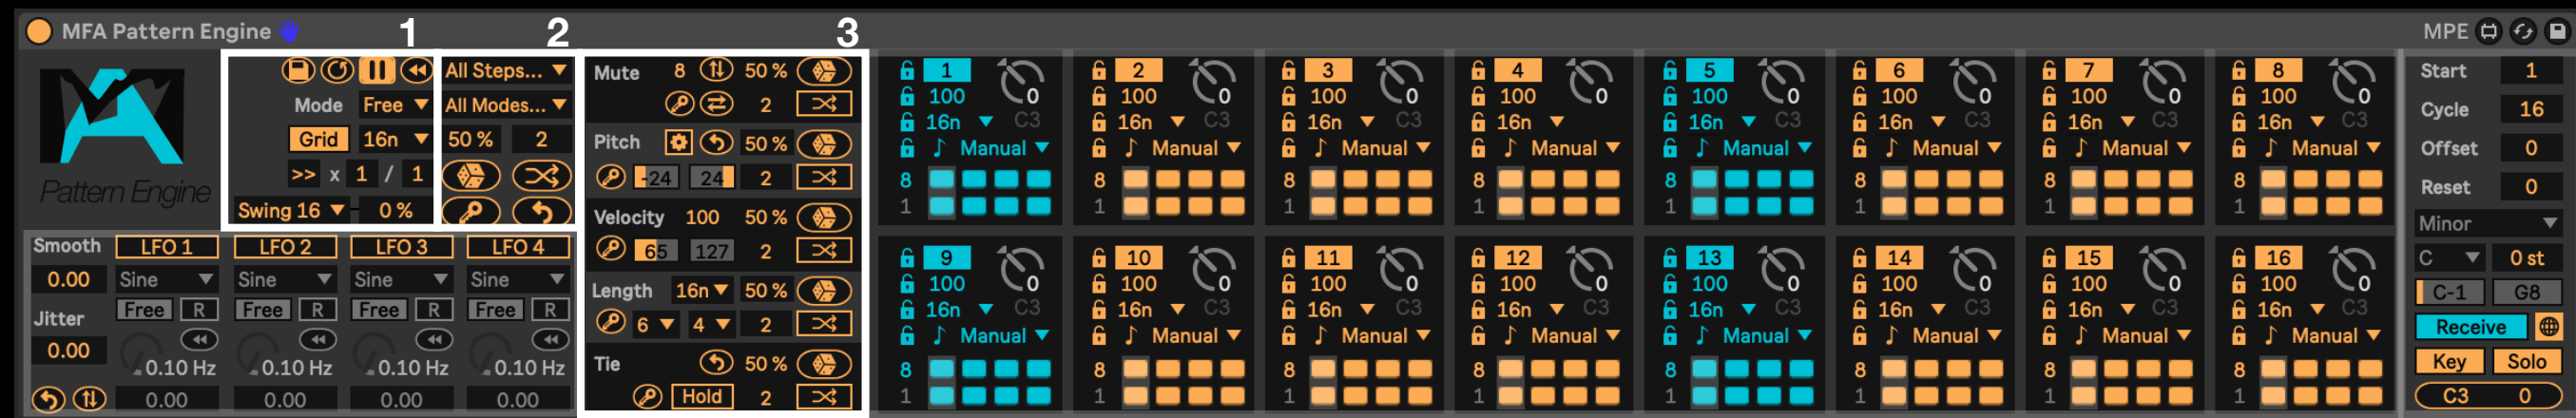 MFA Pattern Engine 1 2 3 MPE
Pattern Engine
Mode Free
Grid 16n
>> x 1 / 1
Swing 16 0 %
All Steps...
All Modes...
50 % 2
Smooth LFO 1 LFO 2 LFO 3 LFO 4
0.00 Sine Sine Sine Sine
Free R Free R Free R Free R
Jitter
0.00 0.10 Hz 0.10 Hz 0.10 Hz 0.10 Hz
0.00 0.00 0.00 0.00
Mute 8 50 %
2
Pitch 50 %
-24 24 2
Velocity 100 50 %
65 127 2
Length 16n 50 %
6 4 2
Tie 50 %
Hold 2
1 2 3 4 5 6 7 8
100 0 100 0 100 0 100 0 100 0 100 0 100 0 100 0
16n C3 16n C3 16n C3 16n 16n C3 16n C3 16n C3 16n C3
Manual Manual Manual Manual Manual Manual Manual Manual
8 8 8 8 8 8 8 8
1 1 1 1 1 1 1 1
9 10 11 12 13 14 15 16
100 0 100 0 100 0 100 0 100 0 100 0 100 0 100 0
16n C3 16n C3 16n C3 16n C3 16n C3 16n C3 16n C3 16n C3
Manual Manual Manual Manual Manual Manual Manual Manual
8 8 8 8 8 8 8 8
1 1 1 1 1 1 1 1
Start 1
Cycle 16
Offset 0
Reset 0
Minor
C 0 st
C-1 G8
Receive
Key Solo
C3 0